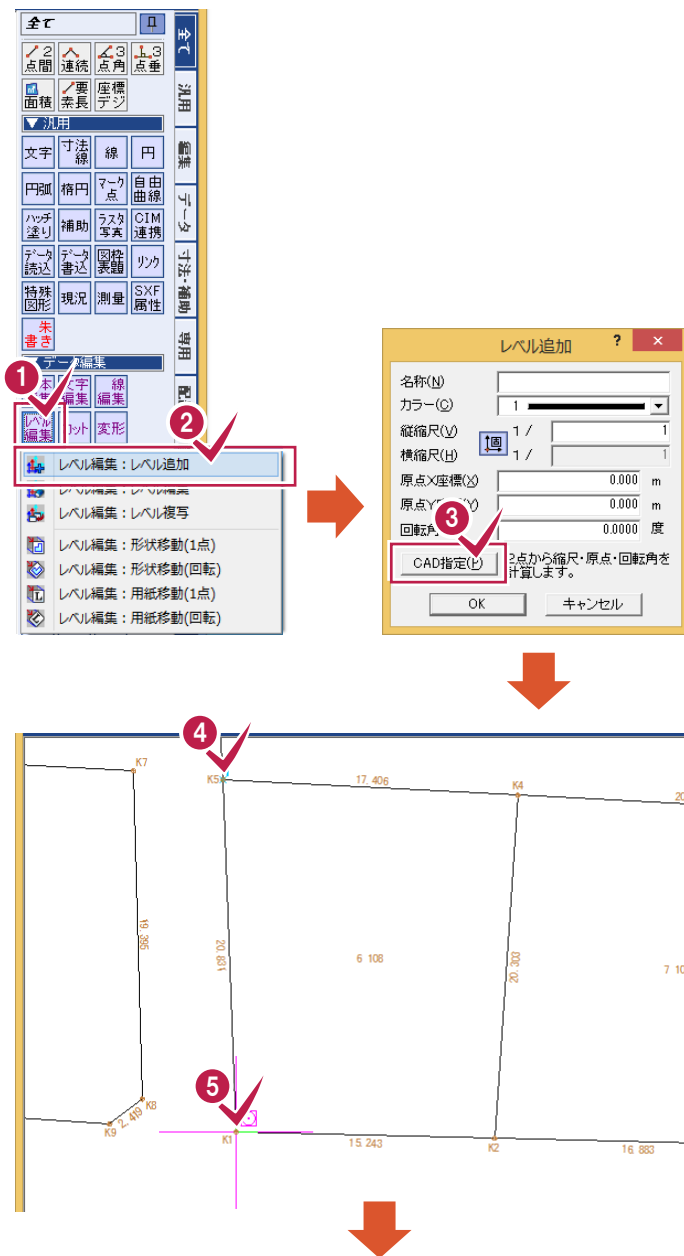 全て
2点間 連続 3点角 3点垂
面積 要素長 座標デジ
▼ 汎用
文字 寸法線 線 円
円弧 楕円 マーク点 自由曲線
ハッチ塗り 補助 ラスタ写真 CIM連携
データ読込 データ書込 図枠表題 リンク
特殊図形 現況 測量 SXF属性
朱書き
▼ データ編集
1
文字編集 線編集
レベル編集 カット 変形
全て
汎用
編集
データ
寸法・補助
専用
2
レベル編集：レベル追加
レベル編集：レベル編集
レベル編集：レベル複写
レベル編集：形状移動(1点)
レベル編集：形状移動(回転)
レベル編集：用紙移動(1点)
レベル編集：用紙移動(回転)
レベル追加 ? ×
名称(N)
カラー(C) 1
縦縮尺(V) 1 / 1
横縮尺(H) 固 1 / 1
原点X座標(X) 0.000 m
原点Y (Y) 0.000 m
回転角 0.0000 度
3
CAD指定(P) 2点から縮尺・原点・回転角を
計算します。
OK キャンセル
4
K7
K5
17.406
K4
20
19.395
20.831
6 108
20.303
7 10
5
K8
2.419
K9
K1
15.243
K2
16.883